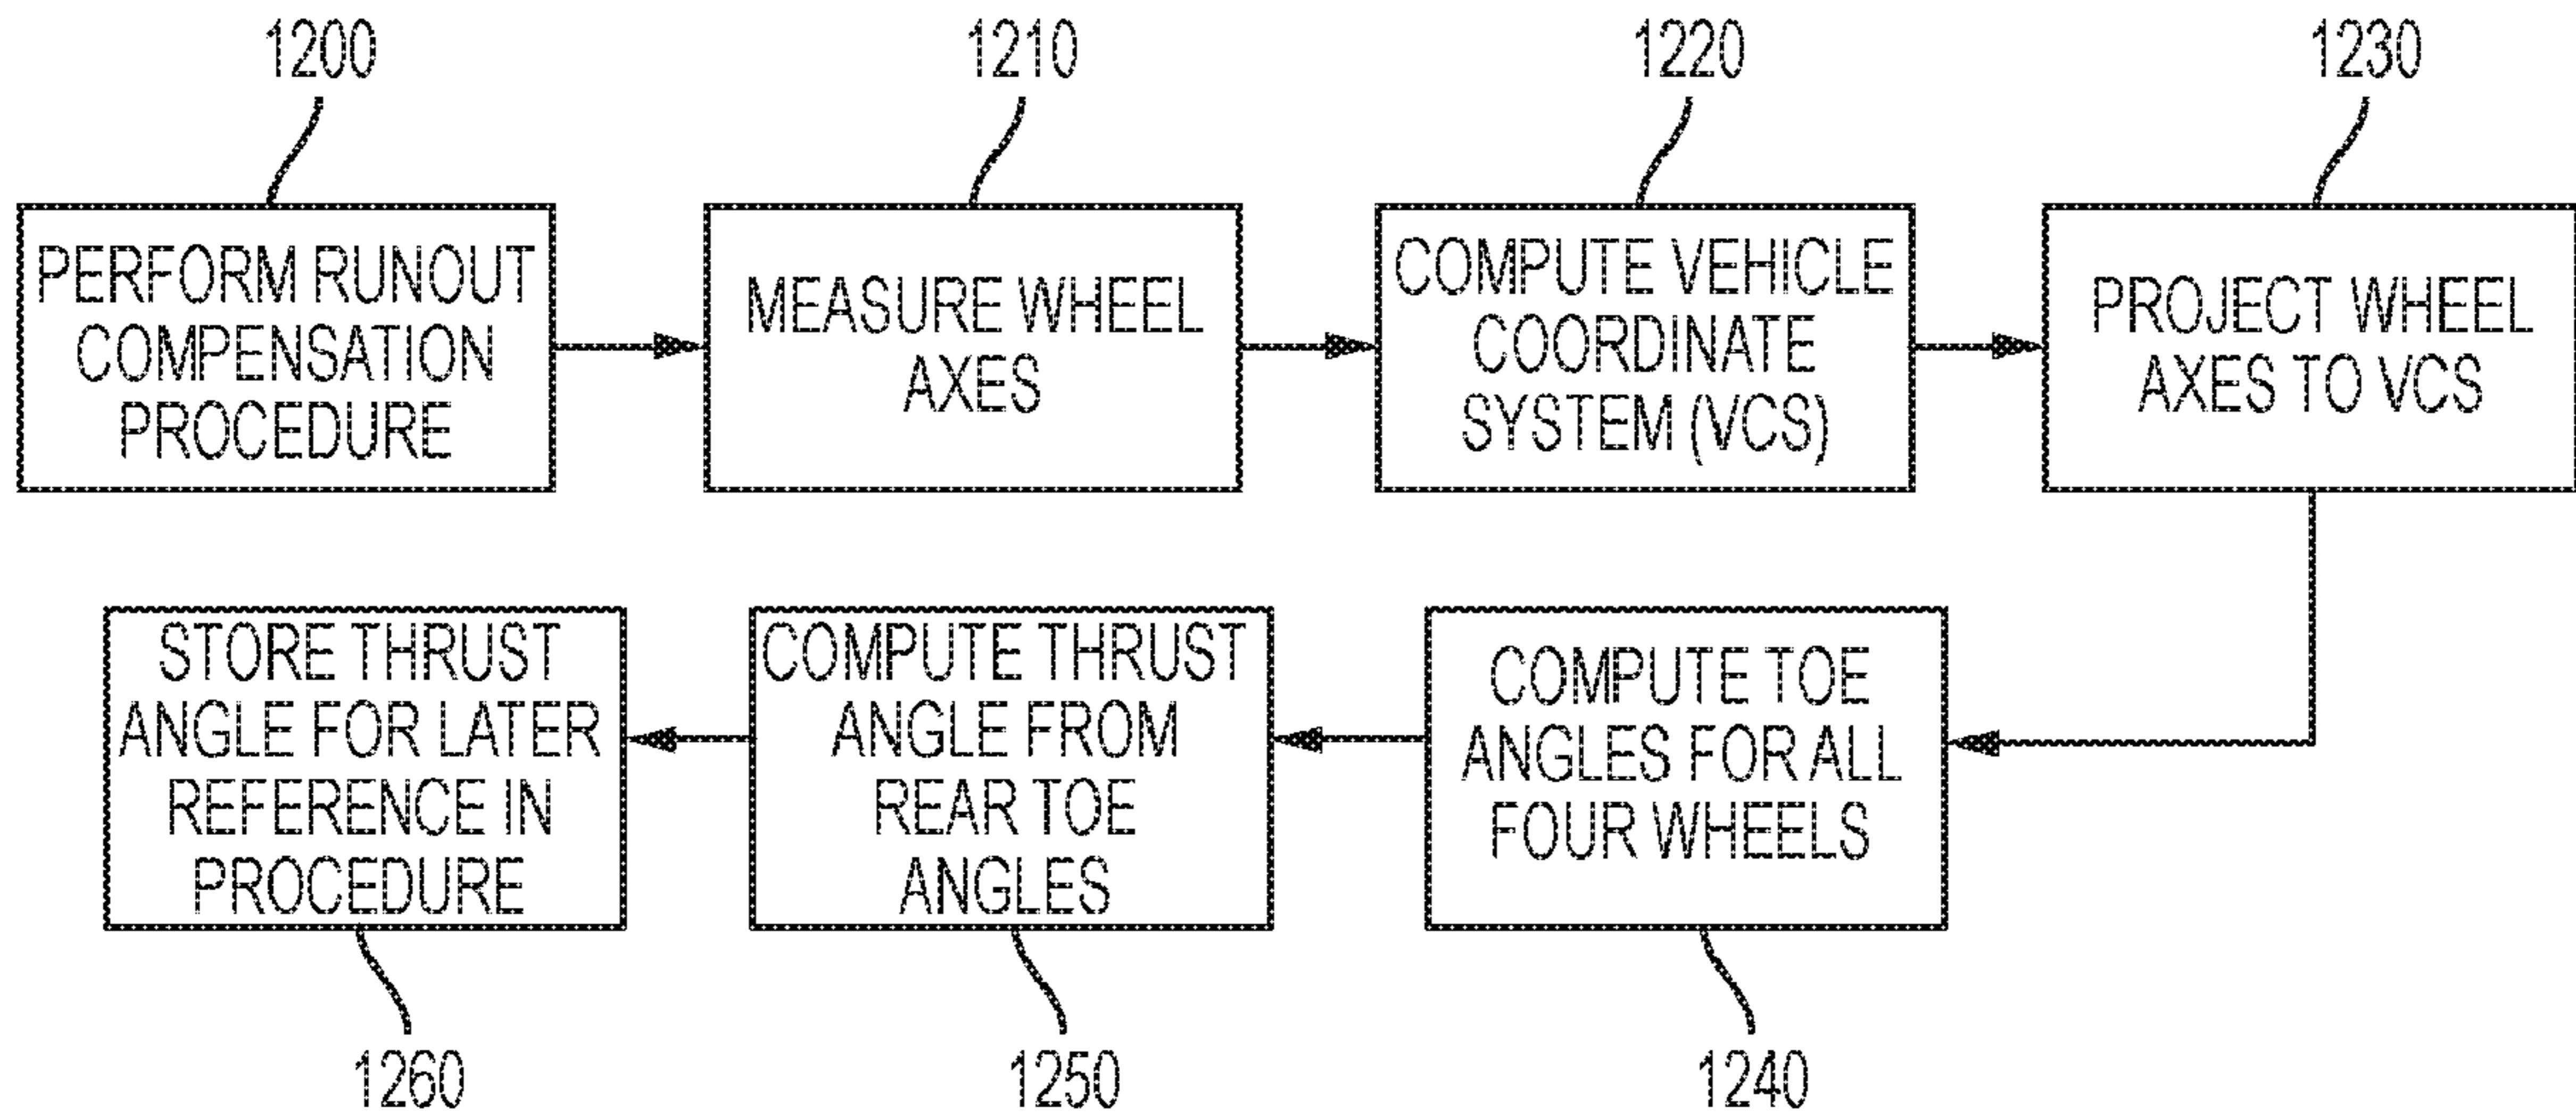 1200
1210
1220
1230
PERFORM RUNOUT
COMPENSATION
PROCEDURE
MEASURE WHEEL
AXES
COMPUTE VEHICLE
COORDINATE
SYSTEM (VCS)
PROJECT WHEEL
AXES TO VCS
COMPUTE TOE
ANGLES FOR ALL
FOUR WHEELS
1240
COMPUTE THRUST
ANGLE FROM
REAR TOE
ANGLES
1250
STORE THRUST
ANGLE FOR LATER
REFERENCE IN
PROCEDURE
1260